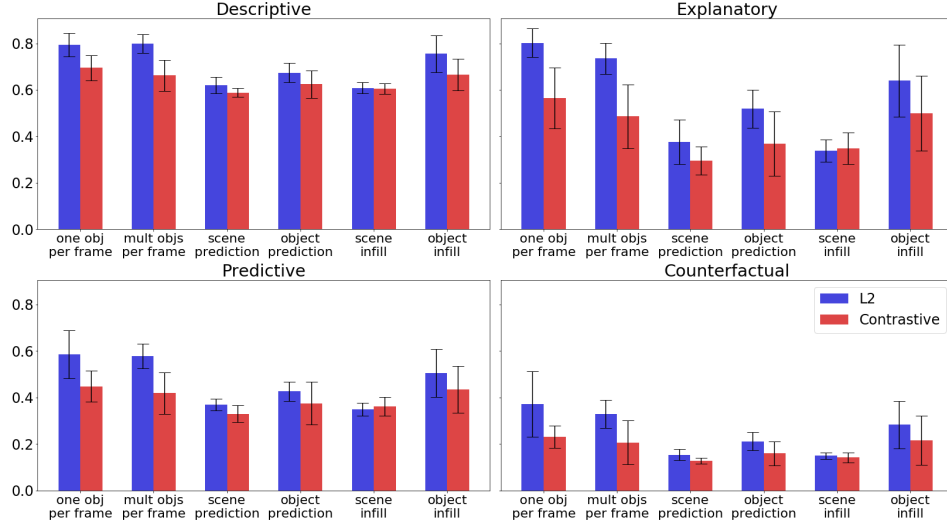 Descriptive
0.8
0.6
0.4
0.2
0.0
one obj per frame
mult objs per frame
scene prediction
object prediction
scene infill
object infill
Explanatory
one obj per frame
mult objs per frame
scene prediction
object prediction
scene infill
object infill
Predictive
0.8
0.6
0.4
0.2
0.0
one obj per frame
mult objs per frame
scene prediction
object prediction
scene infill
object infill
Counterfactual
L2
Contrastive
one obj per frame
mult objs per frame
scene prediction
object prediction
scene infill
object infill